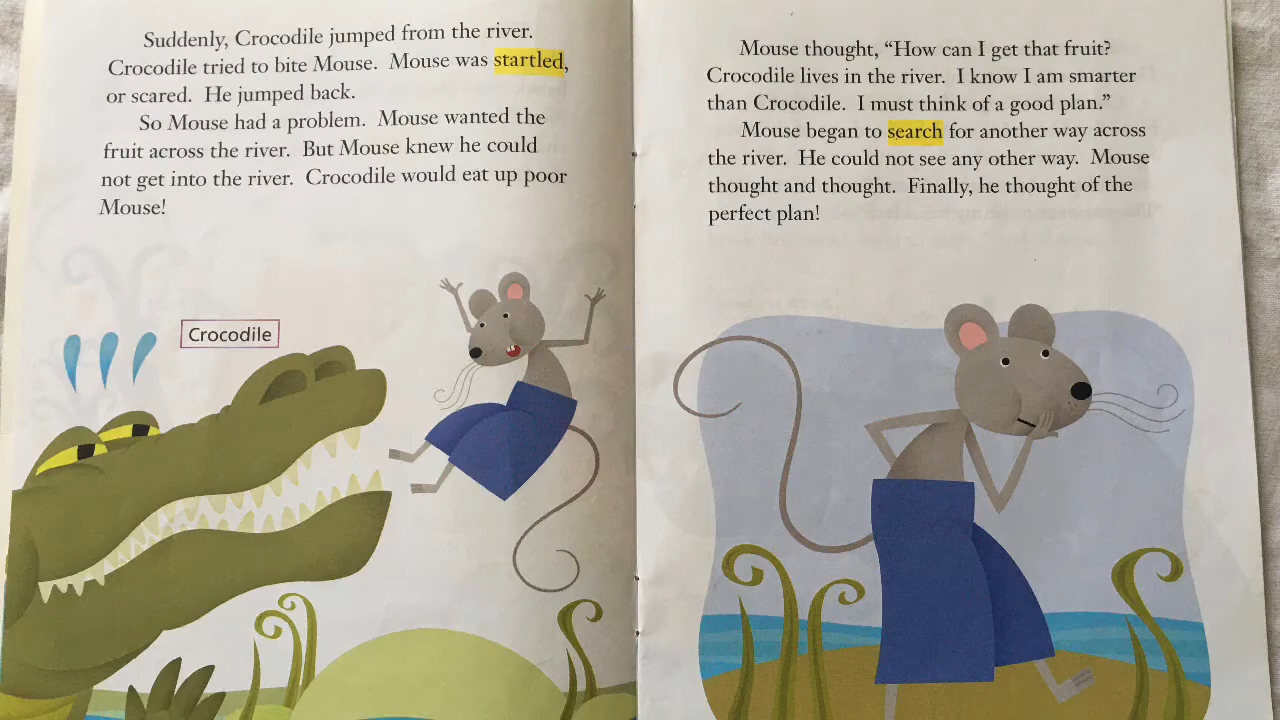 Suddenly, Crocodile jumped from the river.
Crocodile tried to bite Mouse. Mouse was startled,
or scared. He jumped back.
So Mouse had a problem. Mouse wanted the
fruit across the river. But Mouse knew he could
not get into the river. Crocodile would eat up poor
Mouse!
Crocodile
Mouse thought, “How can I get that fruit?
Crocodile lives in the river. I know I am smarter
than Crocodile. I must think of a good plan.”
Mouse began to search for another way across
the river. He could not see any other way. Mouse
thought and thought. Finally, he thought of the
perfect plan!